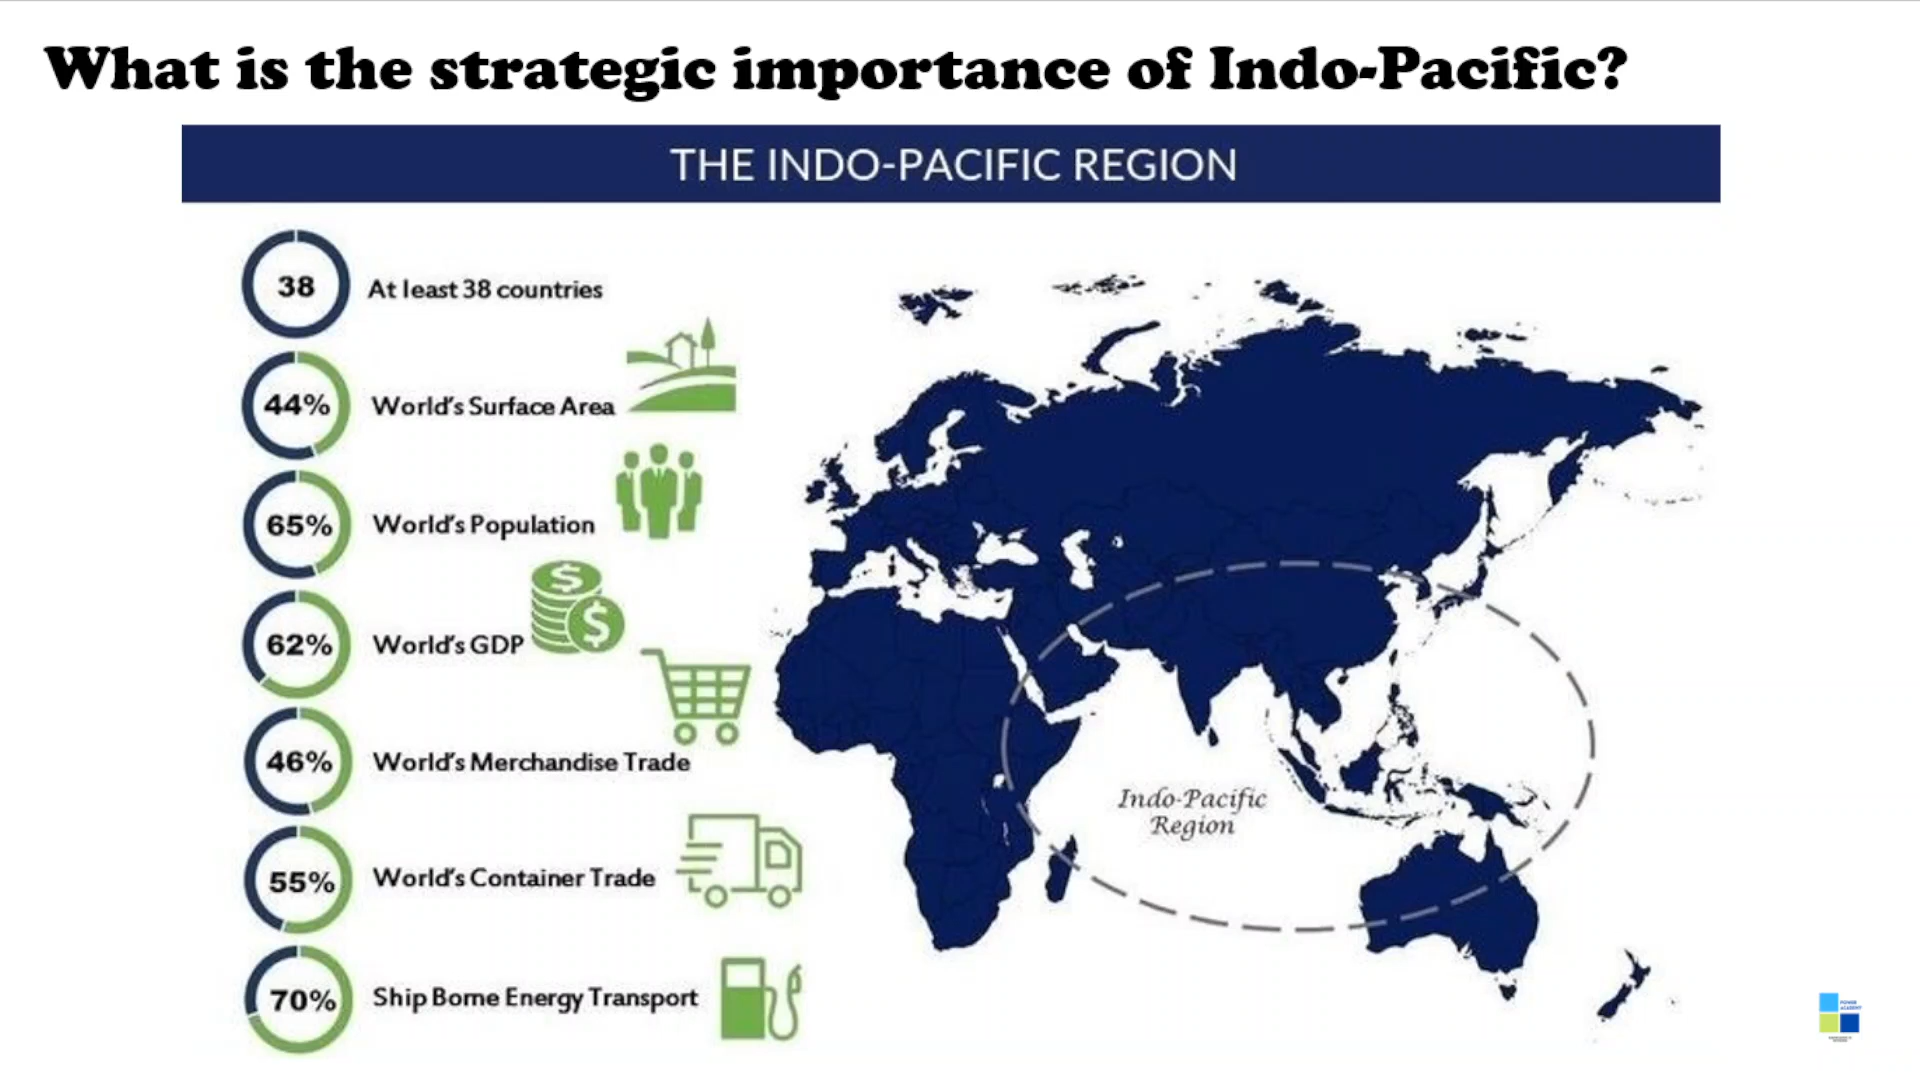 What is the strategic importance of Indo-Pacific?
THE INDO-PACIFIC REGION
38
At least 38 countries
44%
World's Surface Area
65%
World's Population
62%
World's GDP
46%
World's Merchandise Trade
55%
World's Container Trade
70%
Ship Borne Energy Transport
Indo-Pacific
Region
POWER
ACADEMY